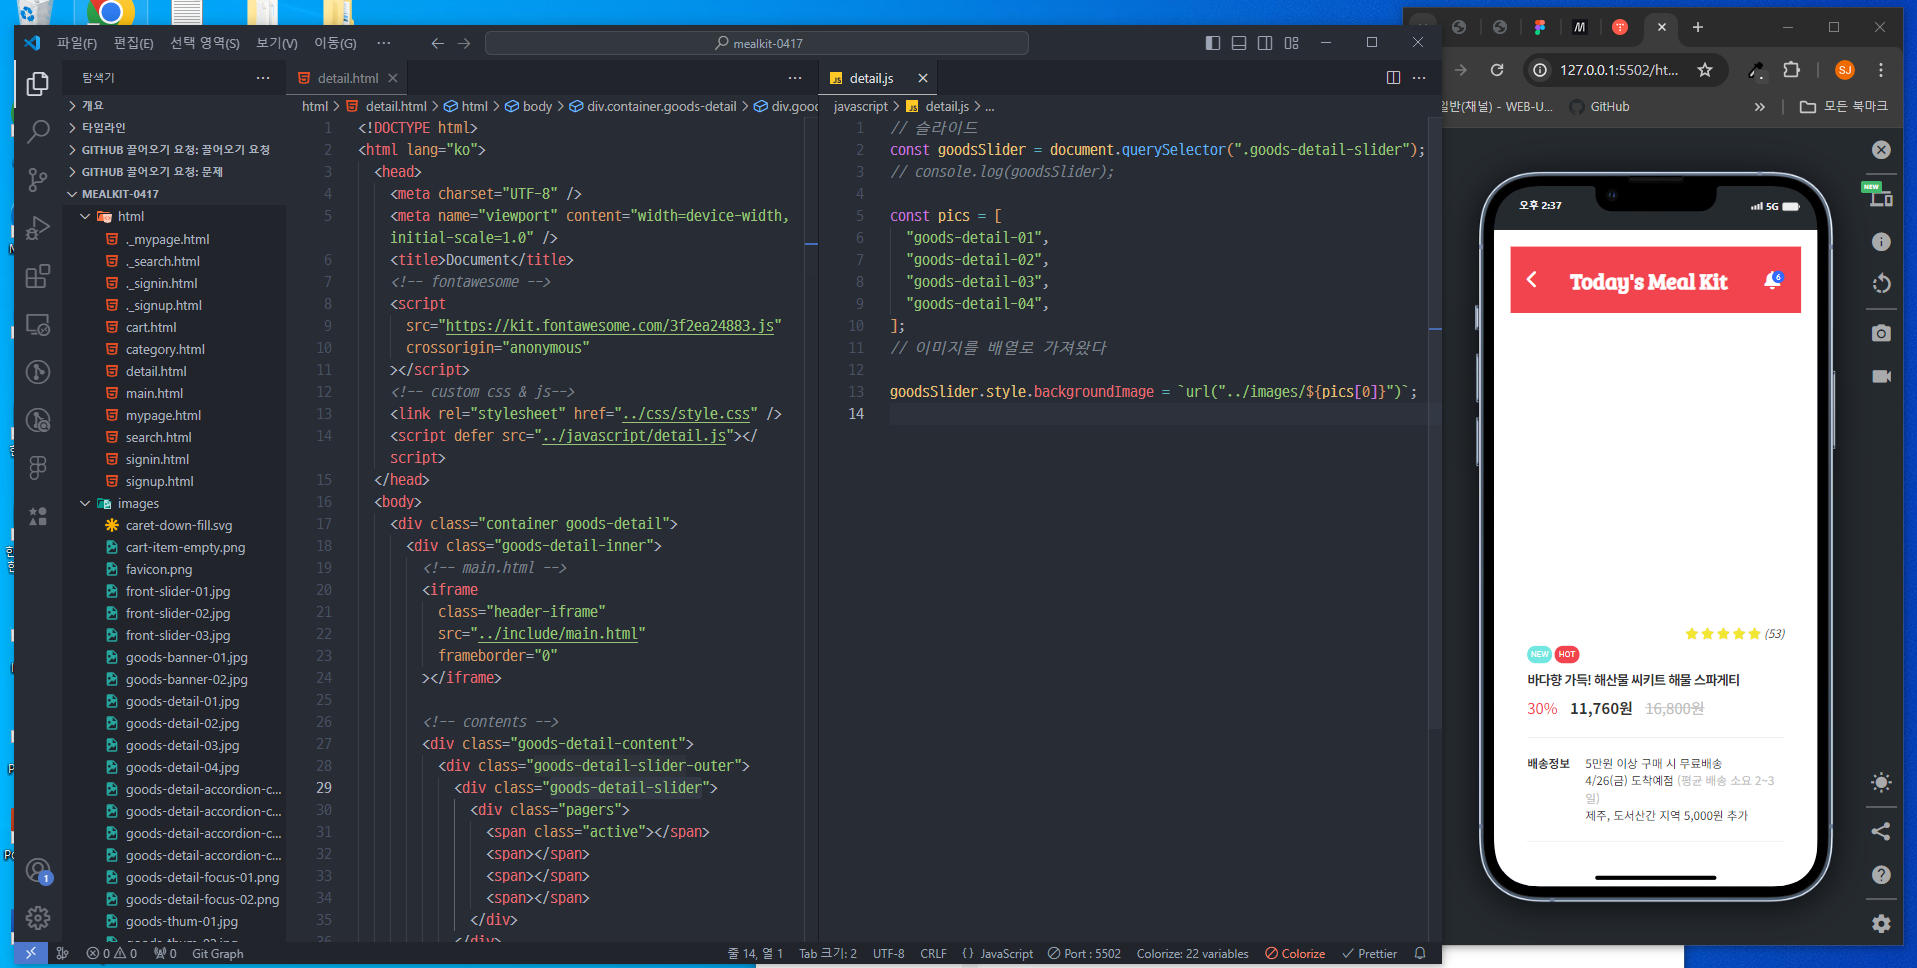 파일(F) 편집(E) 선택 영역(S) 보기(V) 이동(G) ···
mealkit-0417
탐색기
개요
타임라인
GITHUB 끌어오기 요청: 끌어오기 요청
GITHUB 끌어오기 요청: 문제
MEALKIT-0417
html
._mypage.html
._search.html
._signin.html
._signup.html
cart.html
category.html
detail.html
main.html
mypage.html
search.html
signin.html
signup.html
images
caret-down-fill.svg
cart-item-empty.png
favicon.png
front-slider-01.jpg
front-slider-02.jpg
front-slider-03.jpg
goods-banner-01.jpg
goods-banner-02.jpg
goods-detail-01.jpg
goods-detail-02.jpg
goods-detail-03.jpg
goods-detail-04.jpg
goods-detail-accordion-c...
goods-detail-accordion-c...
goods-detail-accordion-c...
goods-detail-accordion-c...
goods-detail-focus-01.png
goods-detail-focus-02.png
goods-thum-01.jpg
detail.html
html > detail.html > html > body > div.container.goods-detail > div.good
1 <!DOCTYPE html>
2 <html lang="ko">
3 <head>
4 <meta charset="UTF-8" />
5 <meta name="viewport" content="width=device-width,
initial-scale=1.0" />
6 <title>Document</title>
7 <!-- fontawesome -->
8 <script
9 src="https://kit.fontawesome.com/3f2ea24883.js"
10 crossorigin="anonymous"
11 ></script>
12 <!-- custom css & js-->
13 <link rel="stylesheet" href="../css/style.css" />
14 <script defer src="../javascript/detail.js"></
script>
15 </head>
16 <body>
17 <div class="container goods-detail">
18 <div class="goods-detail-inner">
19 <!-- main.html -->
20 <iframe
21 class="header-iframe"
22 src="../include/main.html"
23 frameborder="0"
24 ></iframe>
25
26 <!-- contents -->
27 <div class="goods-detail-content">
28 <div class="goods-detail-slider-outer">
29 <div class="goods-detail-slider">
30 <div class="pagers">
31 <span class="active"></span>
32 <span></span>
33 <span></span>
34 <span></span>
35 </div>
JS detail.js
javascript > JS detail.js > ...
1 // 슬라이드
2 const goodsSlider = document.querySelector(".goods-detail-slider");
3 // console.log(goodsSlider);
4
5 const pics = [
6 "goods-detail-01",
7 "goods-detail-02",
8 "goods-detail-03",
9 "goods-detail-04",
10 ];
11 // 이미지를 배열로 가져왔다
12
13 goodsSlider.style.backgroundImage = `url("../images/${pics[0]}")`;
14
1
0 0 0 Git Graph
줄 14, 열 1 Tab 크기: 2 UTF-8 CRLF {} JavaScript Port : 5502 Colorize: 22 variables Colorize Prettier
127.0.0.1:5502/ht...
SJ
일반(채널) - WEB-U... GitHub » 모든 북마크
NEW
오후 2:37 5G
Today's Meal Kit 6
(53)
NEW HOT
바다향 가득! 해산물 씨키트 해물 스파게티
30% 11,760원 16,800원
배송정보 5만원 이상 구매 시 무료배송
4/26(금) 도착예점 (평균 배송 소요 2~3
일)
제주, 도서산간 지역 5,000원 추가